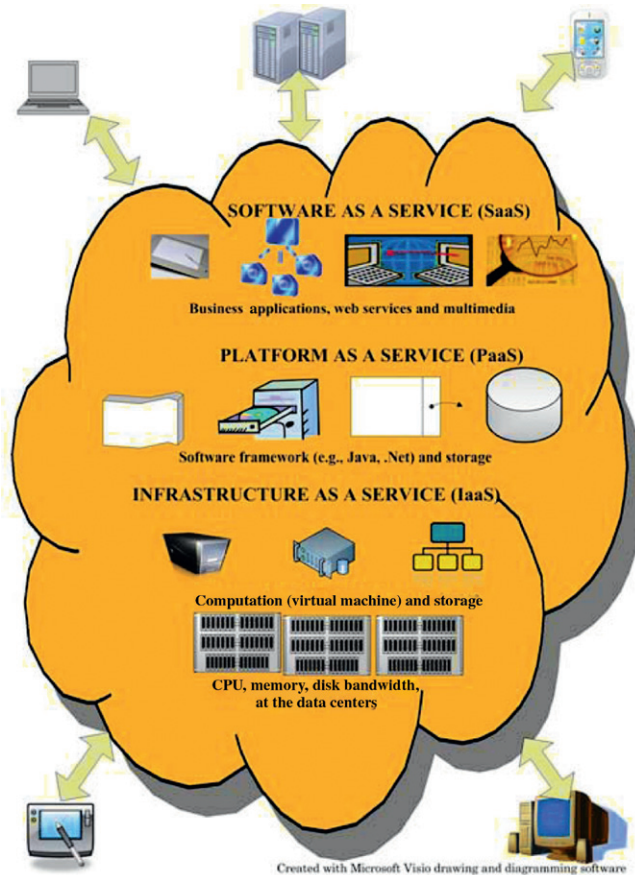 SOFTWARE AS A SERVICE (SaaS)
Business applications, web services and multimedia
PLATFORM AS A SERVICE (PaaS)
Software framework (e.g., Java, .Net) and storage
INFRASTRUCTURE AS A SERVICE (IaaS)
Computation (virtual machine) and storage
CPU, memory, disk bandwidth,
at the data centers
Created with Microsoft Visio drawing and diagramming software